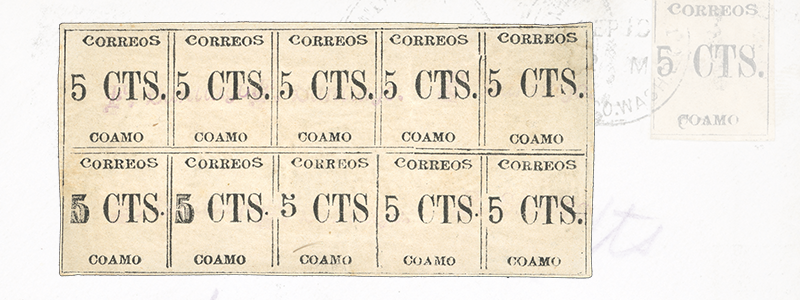 CORREOS CORREOS CORREOS CORREOS CORREOS
5 CTS. 5 CTS. 5 CTS. 5 CTS. 5 CTS.
COAMO COAMO COAMO COAMO COAMO
CORREOS CORREOS CORREOS CORREOS CORREOS
5 CTS. 5 CTS. 5 CTS 5 CTS. 5 CTS.
COAMO COAMO COAMO COAMO COAMO
CORREOS
5 CTS.
COAMO